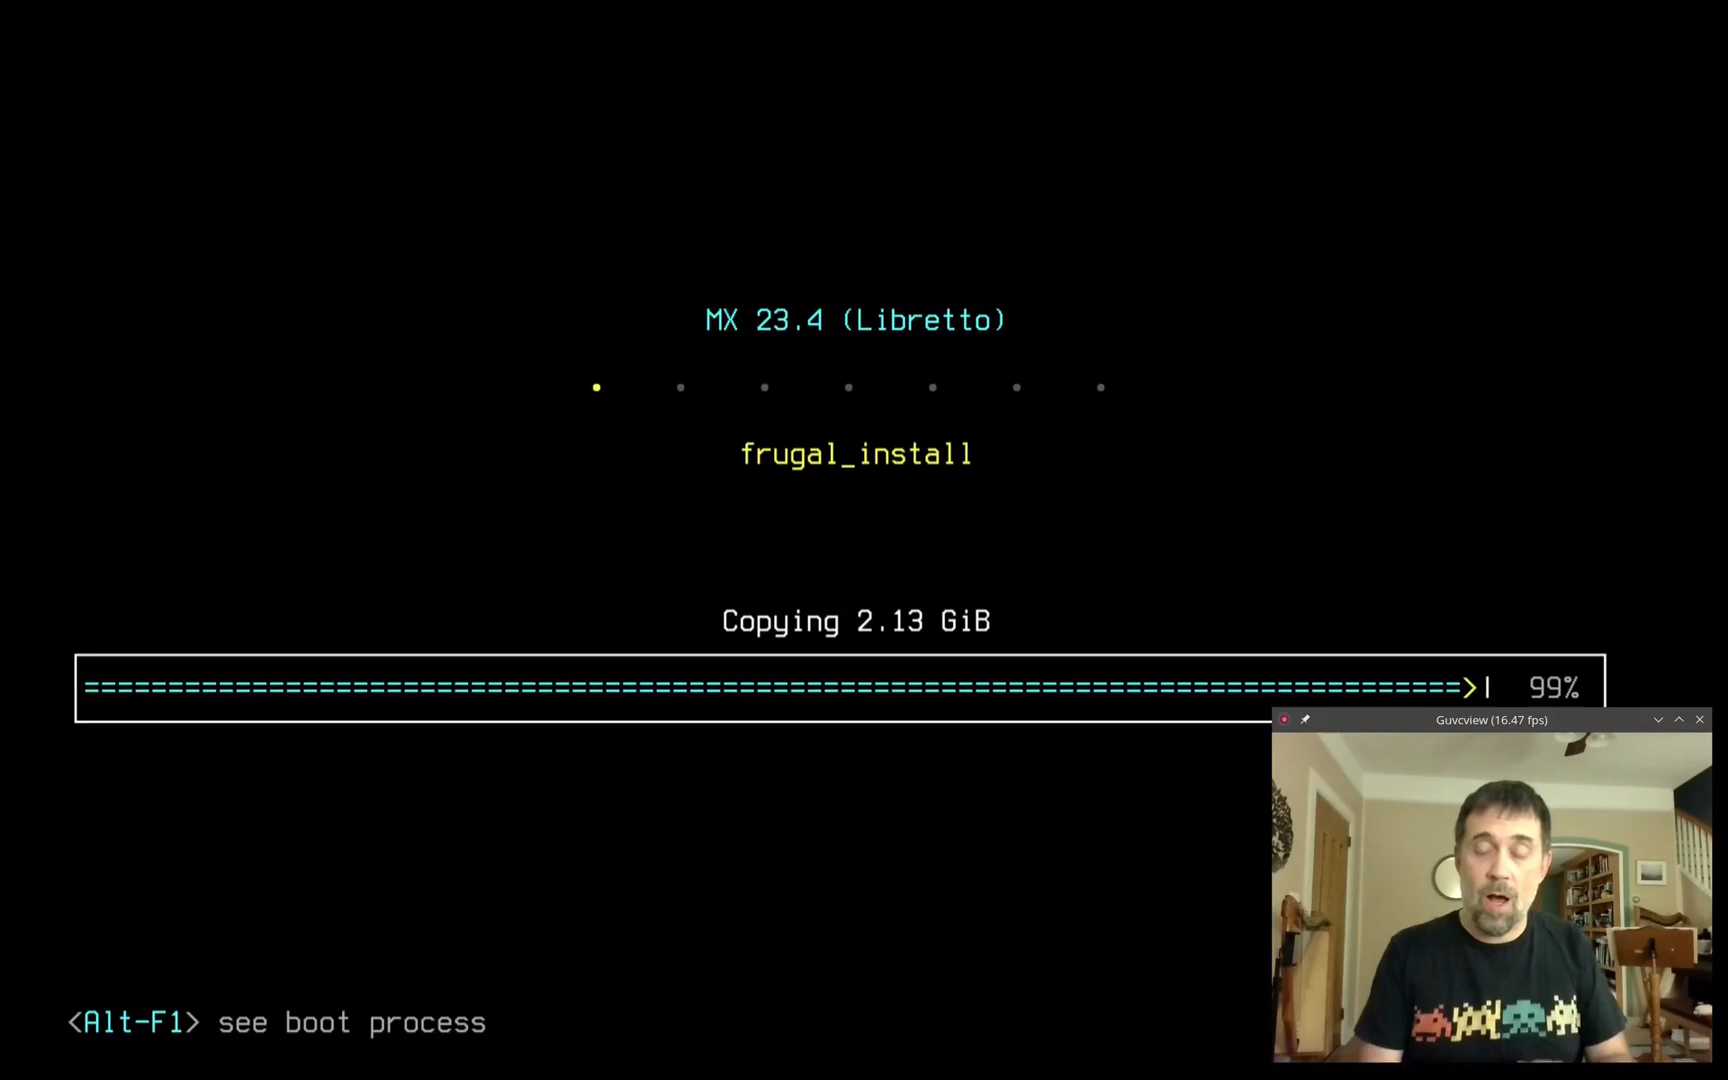 MX 23.4 (Libretto)
frugal_install
Copying 2.13 GiB
99%
Guvcview (16.47 fps)
<Alt-F1> see boot process